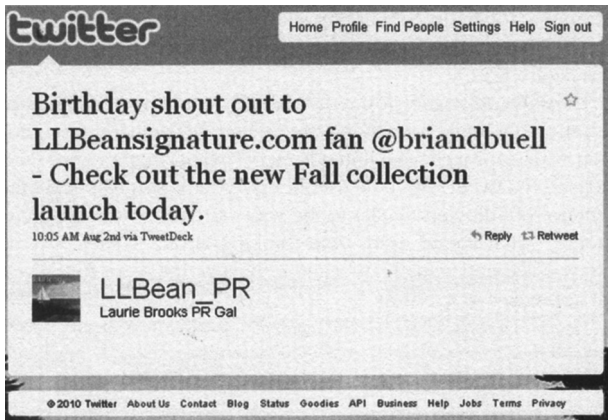 twitter
Home Profile Find People Settings Help Sign out
Birthday shout out to
LLBeansignature.com fan @briandbuell
- Check out the new Fall collection
launch today.
10:05 AM Aug 2nd via TweetDeck
Reply Retweet
LLBean_PR
Laurie Brooks PR Gal
© 2010 Twitter About Us Contact Blog Status Goodies API Business Help Jobs Terms Privacy